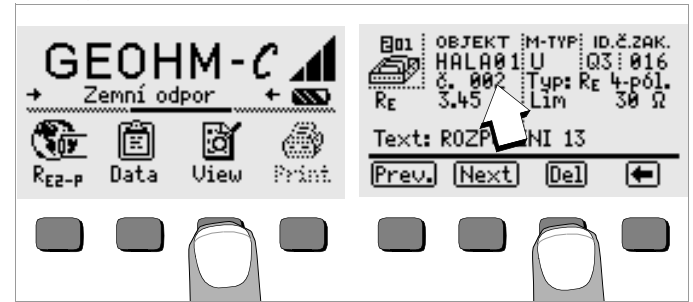 GEOHM-C
Zemní odpor
RE2-P Data View Print
01 OBJEKT M-TYP ID.Č.ZAK.
HALA01 U Q3 016
č. 002 Typ: RE 4-pól.
RE 3.45 Lim 30 Ω
Text: NI 13
Prev. Next Del